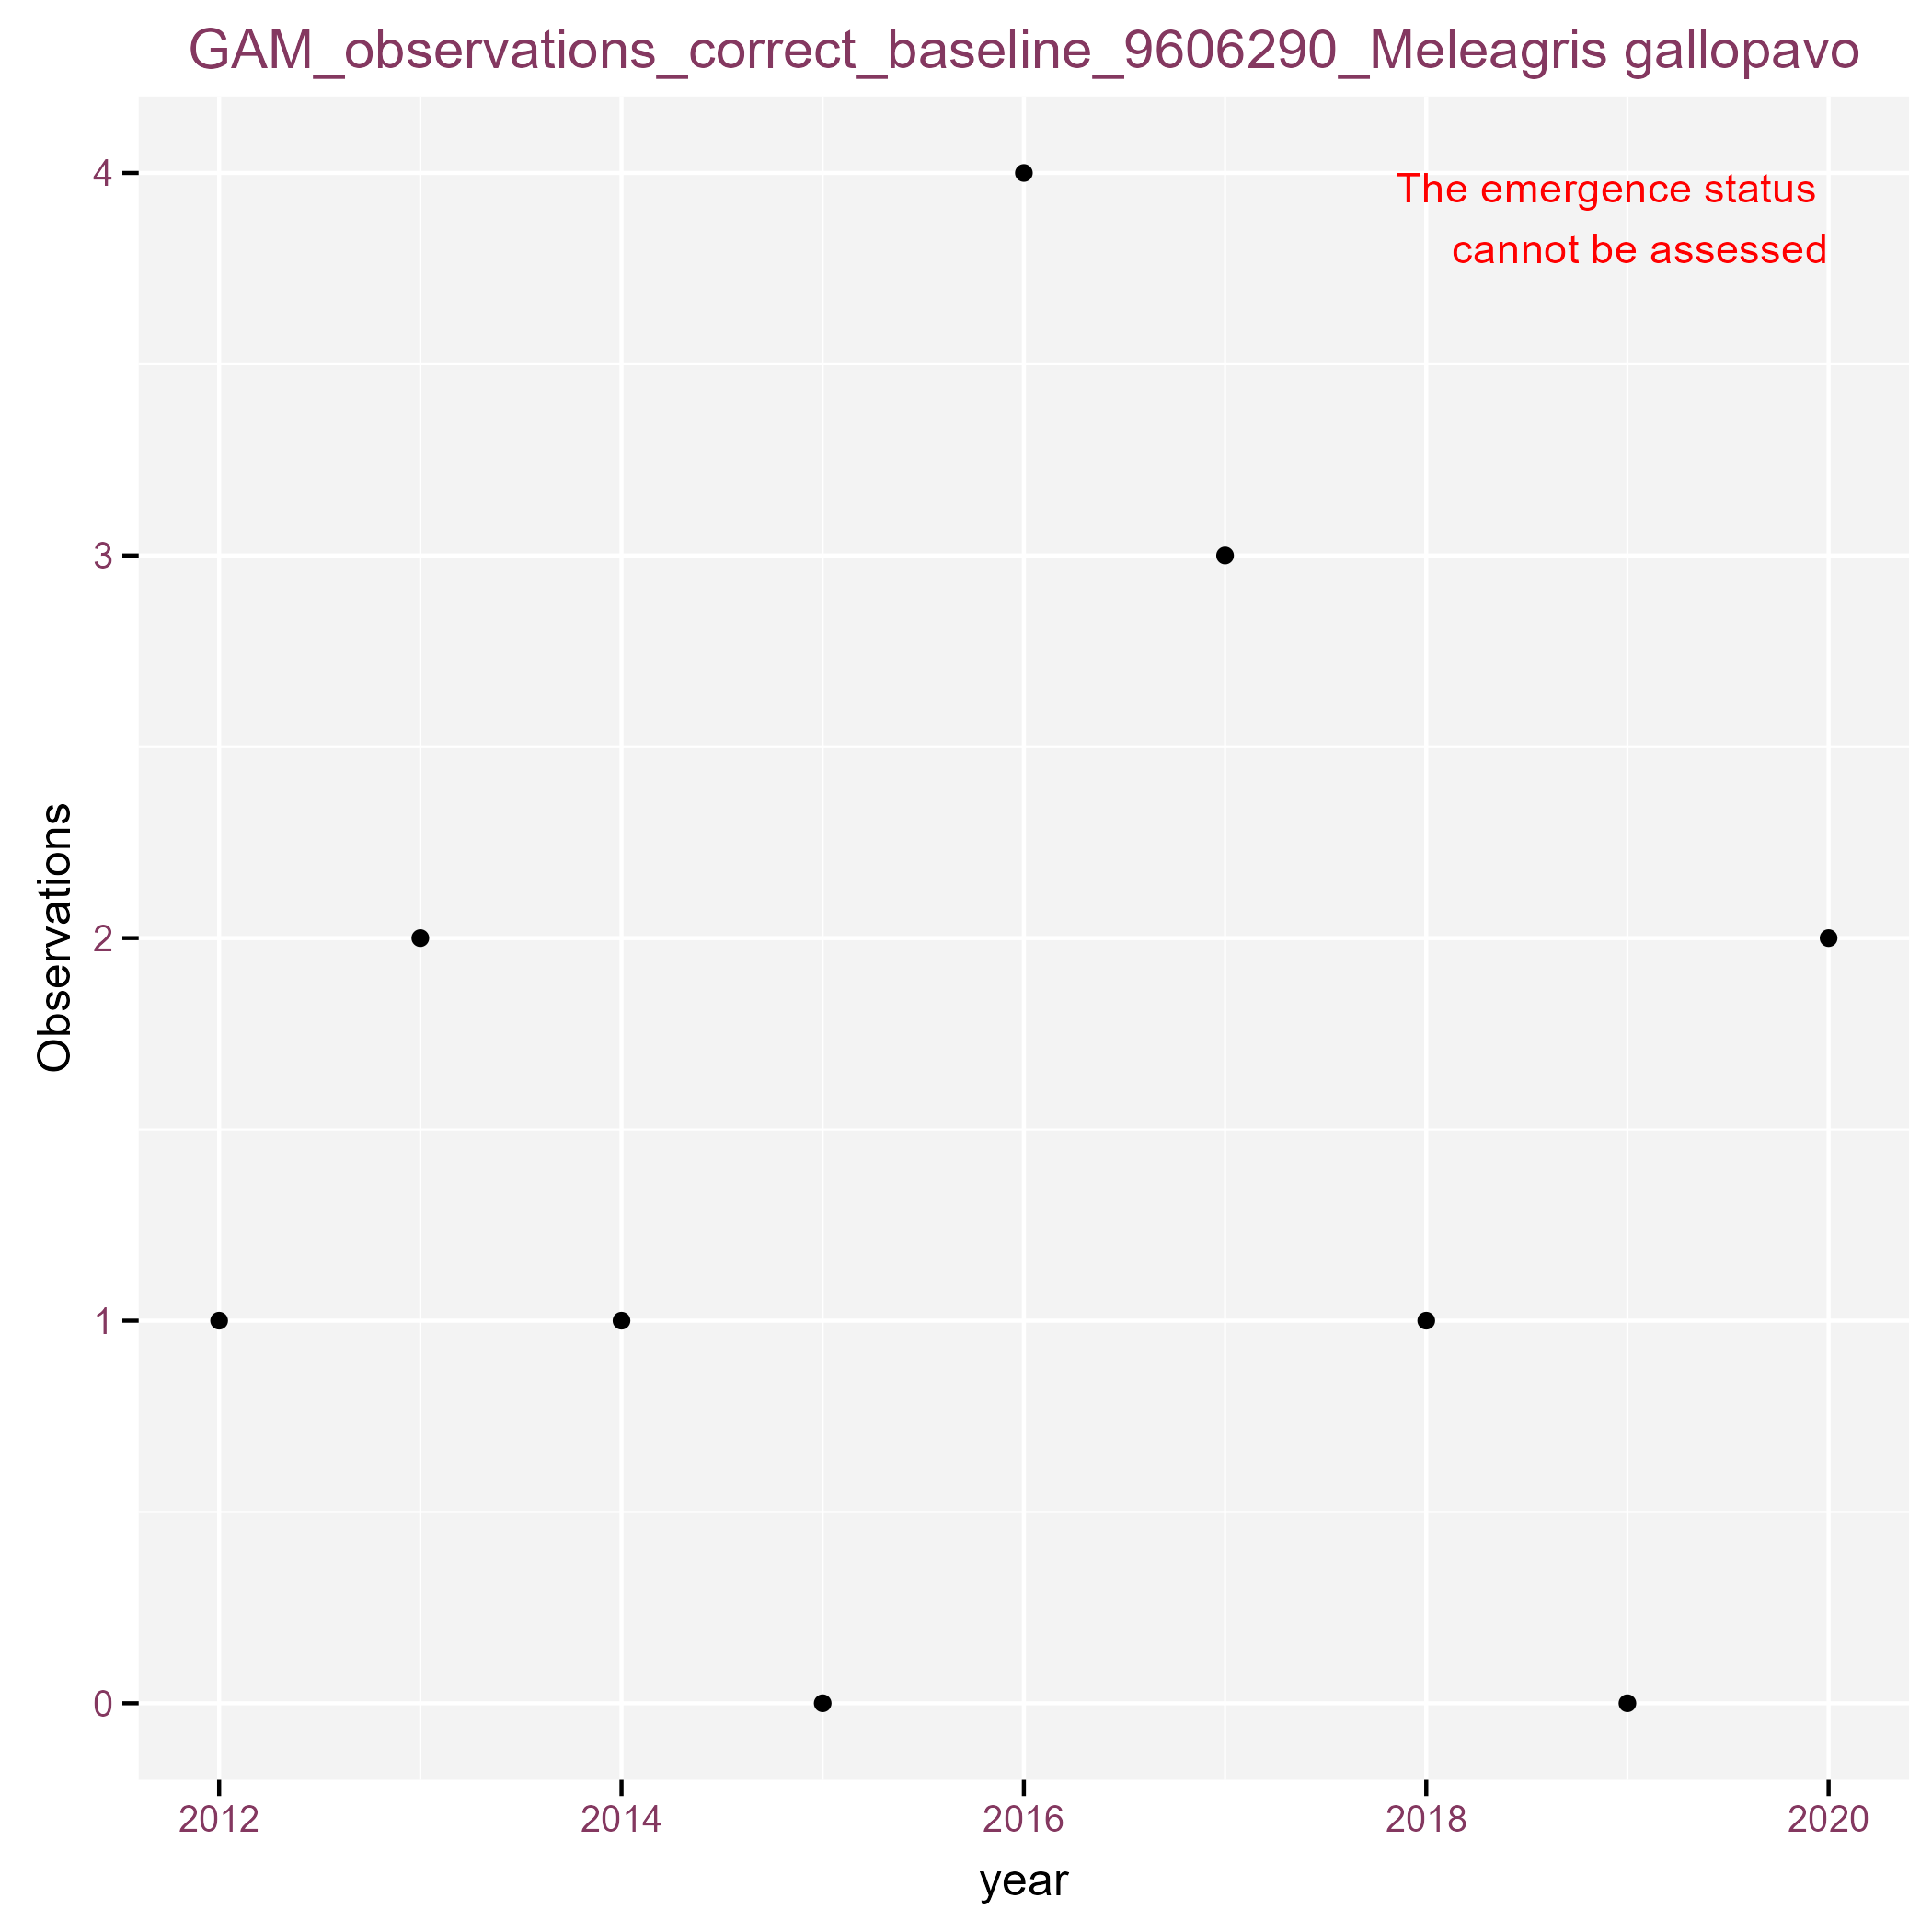 GAM_observations_correct_baseline_9606290_Meleagris gallopavo
The emergence status
cannot be assessed
4
3
2
1
0
Observations
2012 2014 2016 2018 2020
year